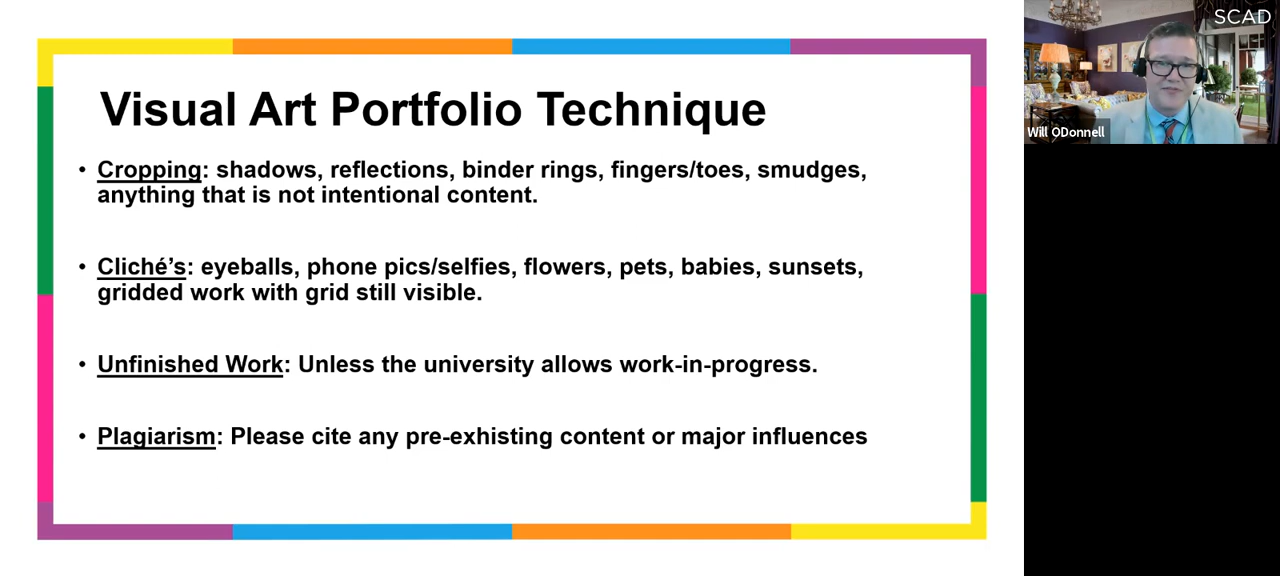 Visual Art Portfolio Technique
• Cropping: shadows, reflections, binder rings, fingers/toes, smudges,
anything that is not intentional content.
• Cliché's: eyeballs, phone pics/selfies, flowers, pets, babies, sunsets,
gridded work with grid still visible.
• Unfinished Work: Unless the university allows work-in-progress.
• Plagiarism: Please cite any pre-exhisting content or major influences
SCAD
Will ODonnell